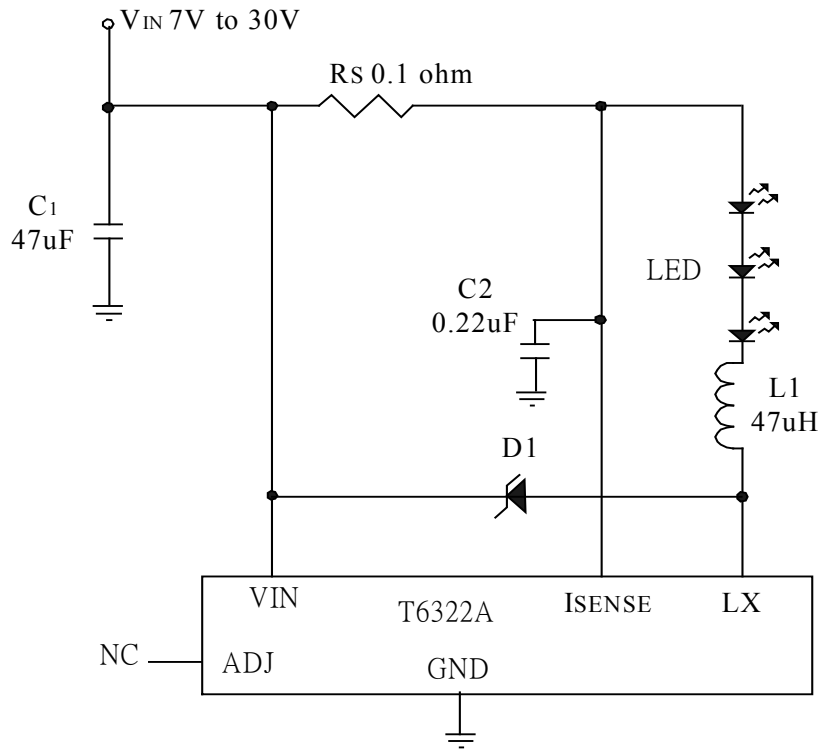 VIN 7V to 30V
RS 0.1 ohm
C1
47uF
LED
C2
0.22uF
L1
47uH
D1
VIN
T6322A
ISENSE
LX
NC
ADJ
GND